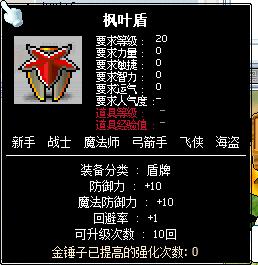 枫叶盾
要求等级： 20
要求力量： 0
要求敏捷： 0
要求智力： 0
要求运气： 0
要求人气度： -
道具等级： -
道具经验值： -
新手 战士 魔法师 弓箭手 飞侠 海盗
装备分类 : 盾牌
防御力 : +10
魔法防御力 : +10
回避率 : +1
可升级次数 : 10回
金锤子已提高的强化次数: 0